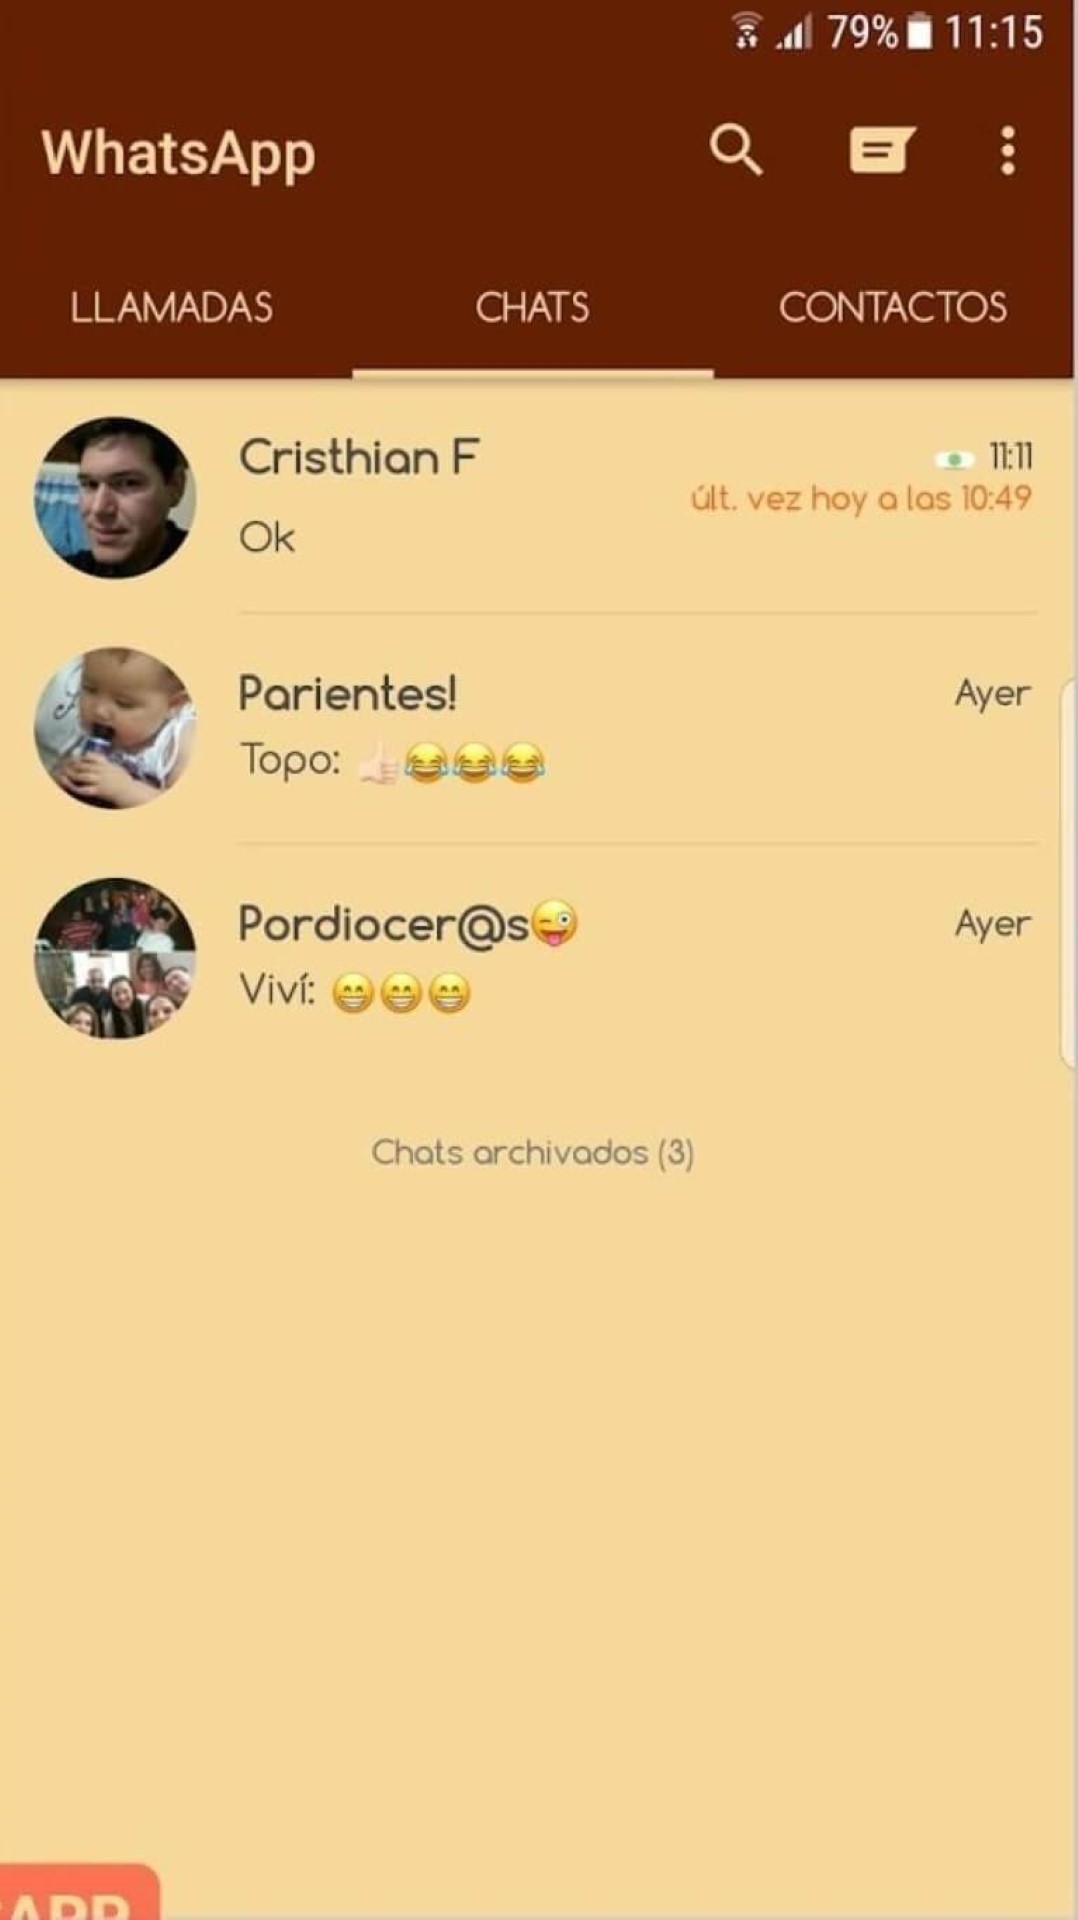 79% 11:15
WhatsApp
LLAMADAS CHATS CONTACTOS
Cristhian F 11:11
últ. vez hoy a las 10:49
Ok
Parientes! Ayer
Topo: 👍🏻😂😂😂
Pordiocer@s😜 Ayer
Viví: 😁😁😁
Chats archivados (3)
APP